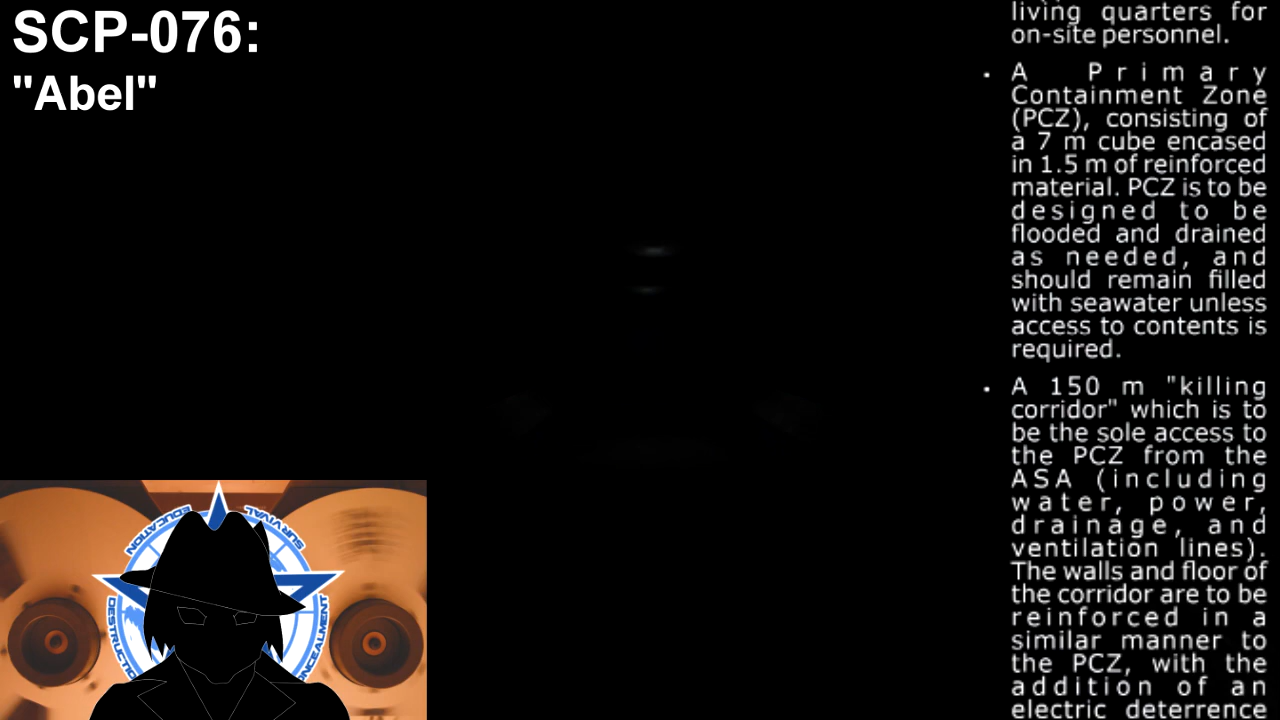 SCP-076:
"Abel"
living quarters for
on-site personnel.
· A Primary
Containment Zone
(PCZ), consisting of
a 7 m cube encased
in 1.5 m of reinforced
material. PCZ is to be
designed to be
flooded and drained
as needed, and
should remain filled
with seawater unless
access to contents is
required.
· A 150 m "killing
corridor" which is to
be the sole access to
the PCZ from the
ASA (including
water, power,
drainage, and
ventilation lines).
The walls and floor of
the corridor are to be
reinforced in a
similar manner to
the PCZ, with the
addition of an
electric deterrence
EDUCATION
SURVIVAL